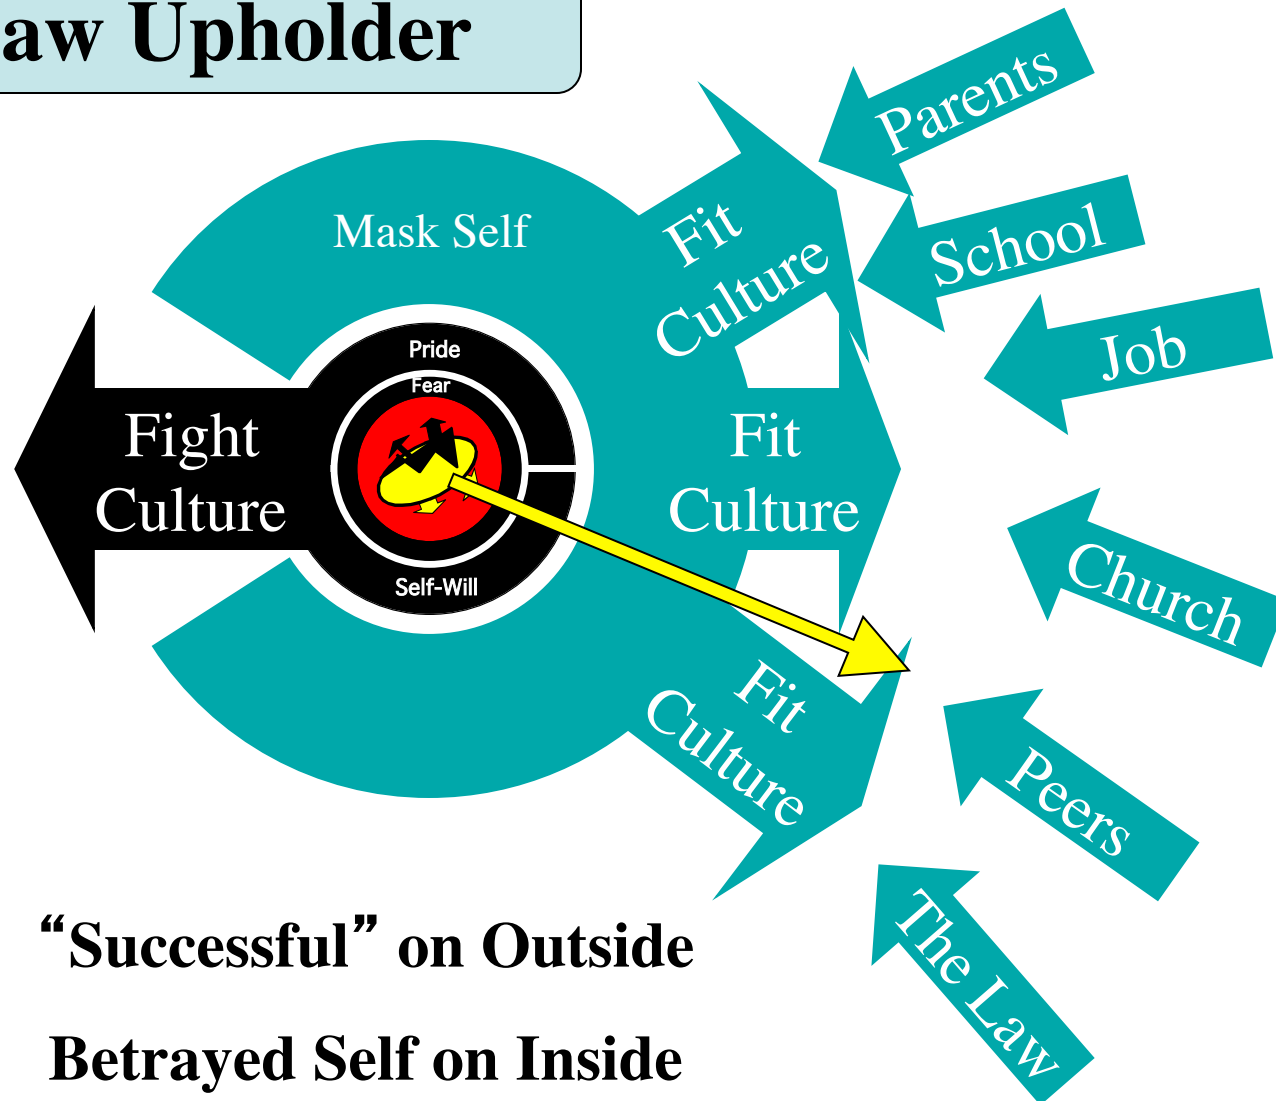 aw Upholder
Parents
School
Job
Church
Peers
The Law
Mask Self
Fit
Culture
Fit
Culture
Fit
Culture
Fight
Culture
Pride
Fear
Self-Will
“Successful” on Outside
Betrayed Self on Inside